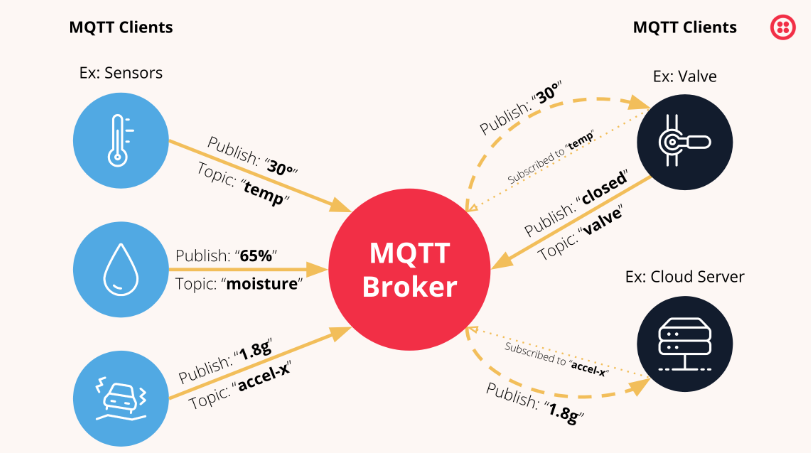 MQTT Clients
MQTT Clients
Ex: Sensors
Ex: Valve
Publish: “30°”
Topic: “temp”
Publish: “30°”
Subscribed to “temp”
Publish: “closed”
Topic: “valve”
Publish: “65%”
Topic: “moisture”
MQTT
Broker
Ex: Cloud Server
Publish: “1.8g”
Topic: “accel-x”
Subscribed to “accel-x”
Publish: “1.8g”